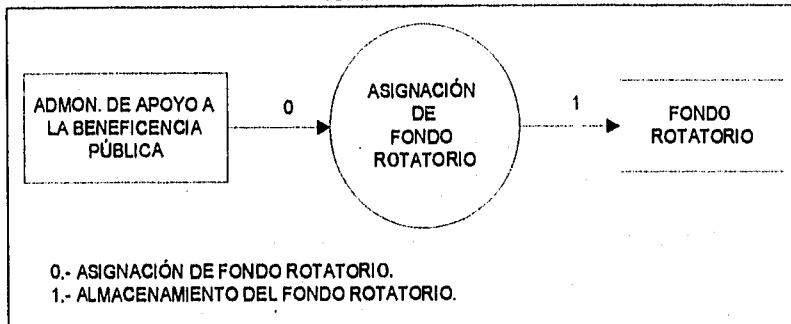 ADMON. DE APOYO A
LA BENEFICENCIA
PÚBLICA
0
ASIGNACIÓN
DE
FONDO
ROTATORIO
1
FONDO
ROTATORIO
0.- ASIGNACIÓN DE FONDO ROTATORIO.
1.- ALMACENAMIENTO DEL FONDO ROTATORIO.